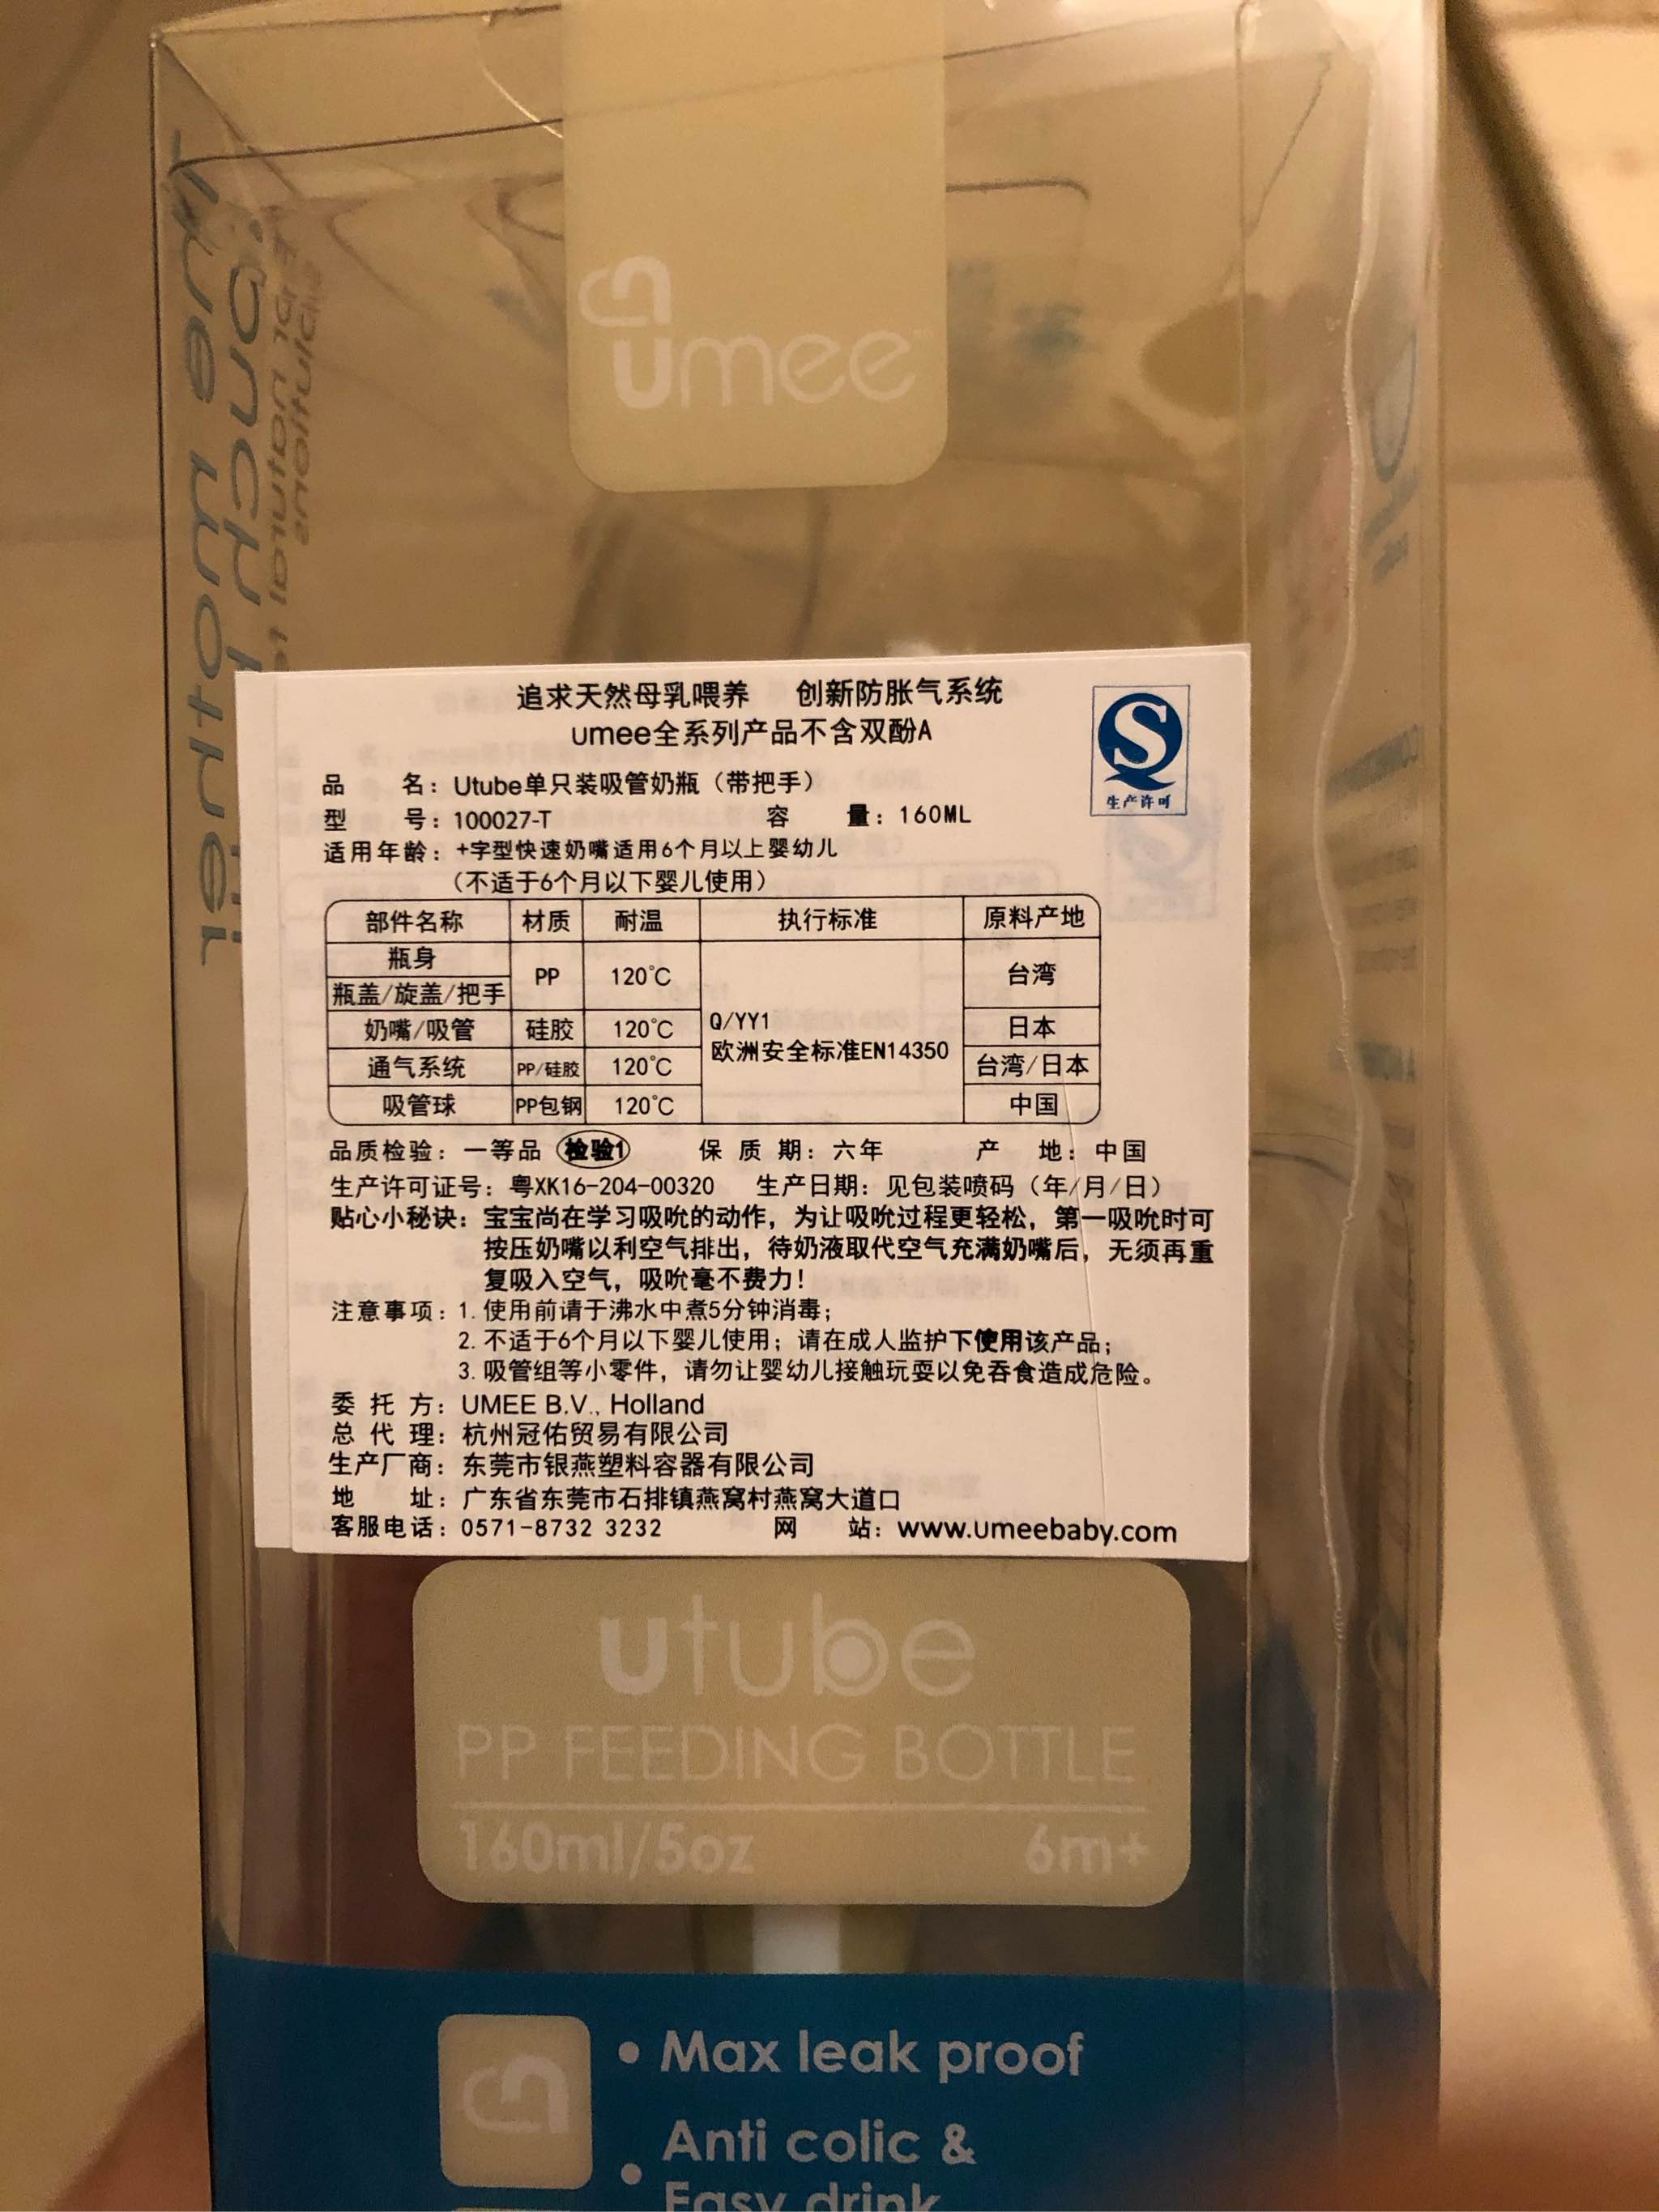 umee
追求天然母乳喂养 创新防胀气系统
umee全系列产品不含双酚A
生产许可
品 名：Utube单只装吸管奶瓶（带把手）
型 号：100027-T 容 量：160ML
适用年龄：+字型快速奶嘴适用6个月以上婴幼儿
（不适于6个月以下婴儿使用）
部件名称 材质 耐温 执行标准 原料产地
瓶身
瓶盖/旋盖/把手 PP 120℃ 台湾
奶嘴/吸管 硅胶 120℃ Q/YY1 日本
欧洲安全标准EN14350
通气系统 PP/硅胶 120℃ 台湾/日本
吸管球 PP包钢 120℃ 中国
品质检验：一等品 检验1 保 质 期：六年 产 地：中国
生产许可证号：粤XK16-204-00320 生产日期：见包装喷码（年/月/日）
贴心小秘诀：宝宝尚在学习吸吮的动作，为让吸吮过程更轻松，第一吸吮时可
按压奶嘴以利空气排出，待奶液取代空气充满奶嘴后，无须再重
复吸入空气，吸吮毫不费力！
注意事项：1. 使用前请于沸水中煮5分钟消毒；
2. 不适于6个月以下婴儿使用；请在成人监护下使用该产品；
3. 吸管组等小零件，请勿让婴幼儿接触玩耍以免吞食造成危险。
委 托 方：UMEE B.V., Holland
总 代 理：杭州冠佑贸易有限公司
生产厂商：东莞市银燕塑料容器有限公司
地 址：广东省东莞市石排镇燕窝村燕窝大道口
客服电话：0571-8732 3232 网 站：www.umeebaby.com
utube
PP FEEDING BOTTLE
160ml/5oz 6m+
• Max leak proof
• Anti colic &
Easy drink